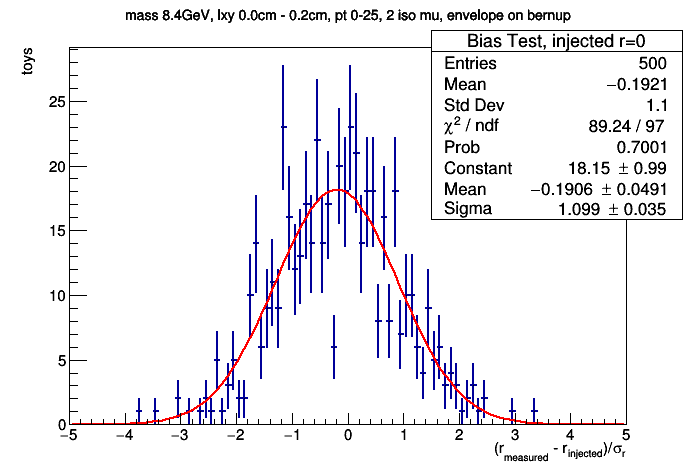 mass 8.4GeV, lxy 0.0cm - 0.2cm, pt 0-25, 2 iso mu, envelope on bernup
Bias Test, injected r=0
Entries 500
Mean −0.1921
Std Dev 1.1
χ² / ndf 89.24 / 97
Prob 0.7001
Constant 18.15 ± 0.99
Mean −0.1906 ± 0.0491
Sigma 1.099 ± 0.035
toys
25
20
15
10
5
0
−5 −4 −3 −2 −1 0 1 2 3 4 5
(r_measured - r_injected)/σ_r